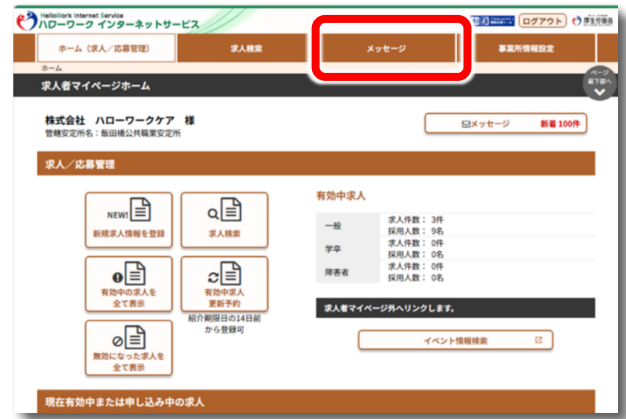 HelloWork Internet Service
ハローワーク インターネットサービス
ログアウト
厚生労働省
ホーム（求人／応募管理）
求人検索
メッセージ
事業所情報設定
ホーム
ページ
最下部へ
求人者マイページホーム
株式会社　ハローワークケア　様
管轄安定所名：飯田橋公共職業安定所
メッセージ　新着 100件
求人／応募管理
NEW!
新規求人情報を登録
求人検索
有効中の求人を
全て表示
有効中求人
更新予約
紹介期限日の14日前
から登録可
無効になった求人を
全て表示
有効中求人
一般
求人件数： 3件
採用人数： 9名
学卒
求人件数： 0件
採用人数： 0名
障害者
求人件数： 0件
採用人数： 0名
求人者マイページ外へリンクします。
イベント情報検索
現在有効中または申し込み中の求人